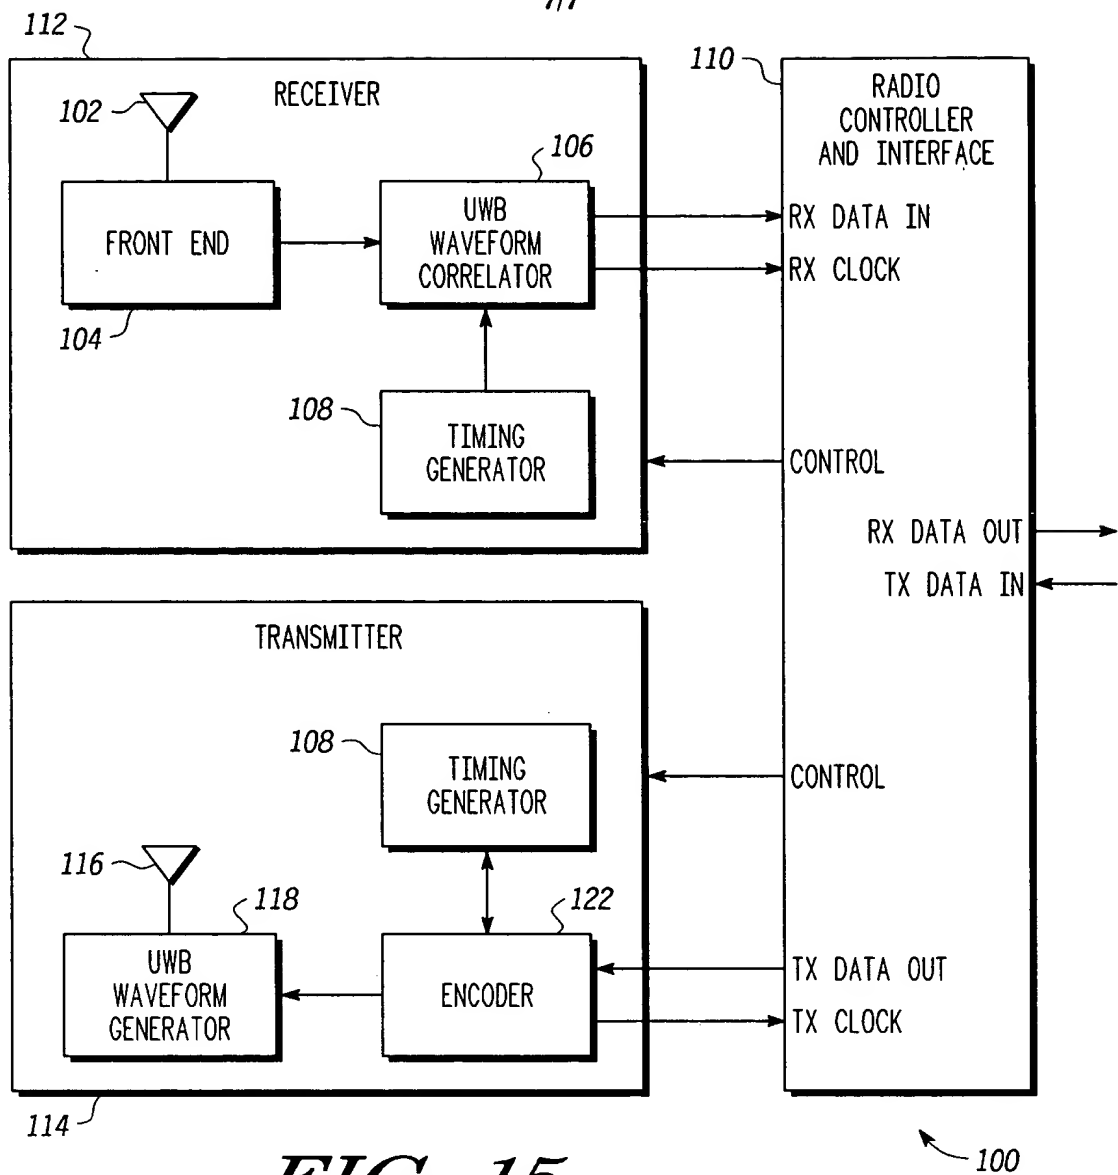 112
RECEIVER
102
106
FRONT END
UWB
WAVEFORM
CORRELATOR
104
108
TIMING
GENERATOR
110
RADIO
CONTROLLER
AND INTERFACE
RX DATA IN
RX CLOCK
CONTROL
RX DATA OUT
TX DATA IN
TRANSMITTER
108
TIMING
GENERATOR
CONTROL
116
118
122
UWB
WAVEFORM
GENERATOR
ENCODER
TX DATA OUT
TX CLOCK
114
FIG. 15
100